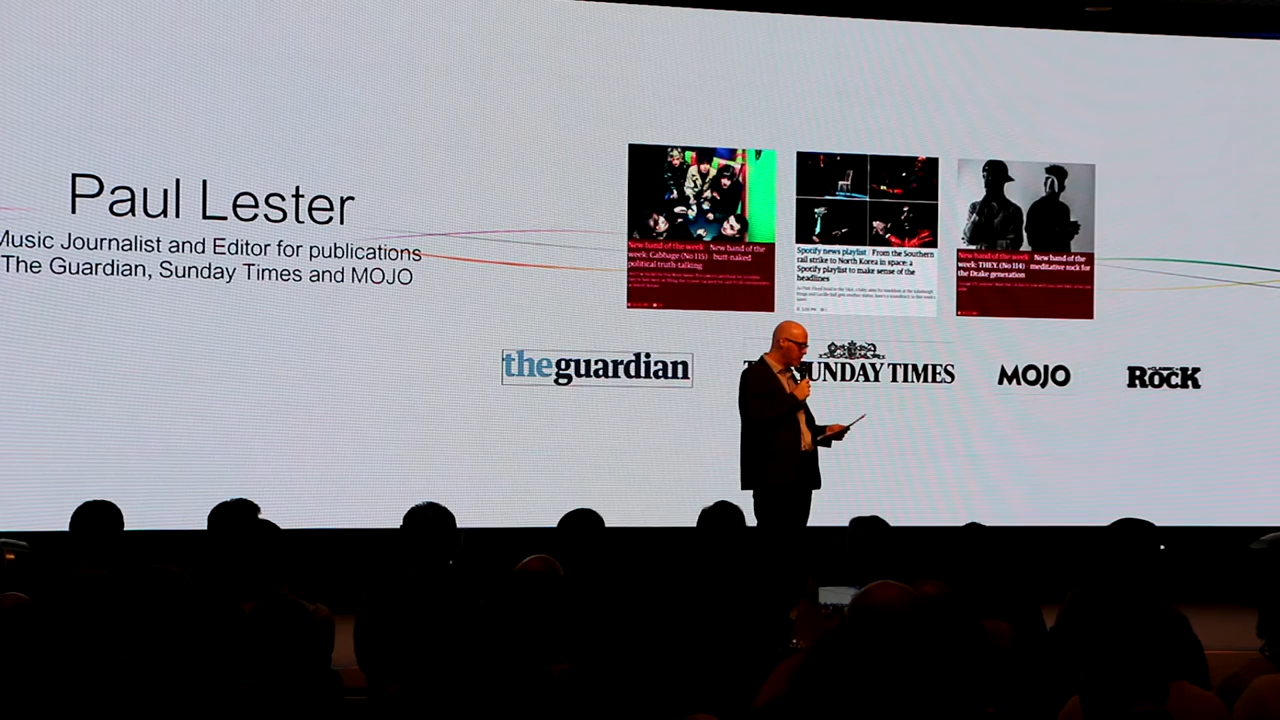 Paul Lester
Music Journalist and Editor for publications
The Guardian, Sunday Times and MOJO
New band of the week New band of the
week: Cabbage (No 115) - butt-naked
political truth-talking
Spotify news playlist / From the Southern
rail strike to North Korea in space: a
Spotify playlist to make sense of the
headlines
New band of the week New band of the
week: THEY. (No 114) - meditative rock for
the Drake generation
theguardian
SUNDAY TIMES
MOJO
CLASSIC
ROCK